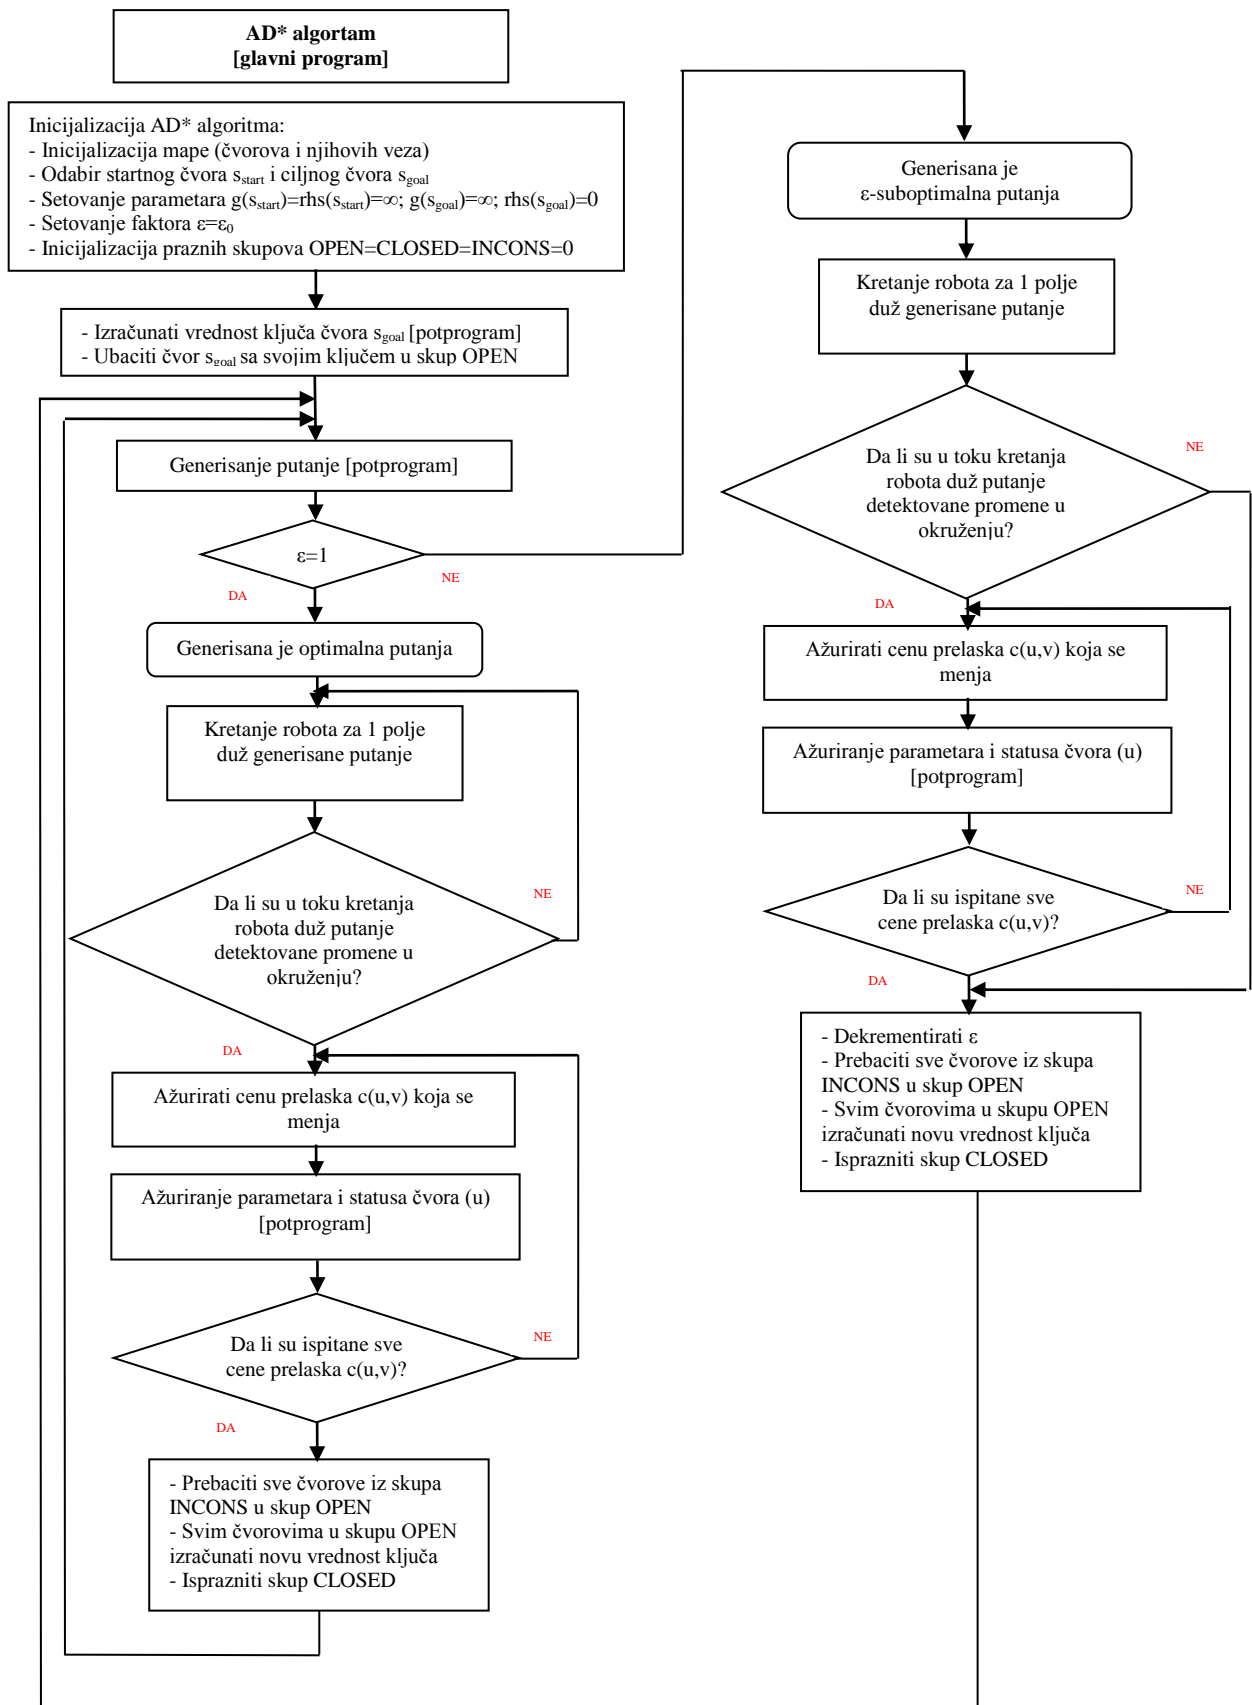 AD* algortam
[glavni program]
Inicijalizacija AD* algoritma:
- Inicijalizacija mape (čvorova i njihovih veza)
- Odabir startnog čvora s_start i ciljnog čvora s_goal
- Setovanje parametara g(s_start)=rhs(s_start)=∞; g(s_goal)=∞; rhs(s_goal)=0
- Setovanje faktora ε=ε₀
- Inicijalizacija praznih skupova OPEN=CLOSED=INCONS=0
- Izračunati vrednost ključa čvora s_goal [potprogram]
- Ubaciti čvor s_goal sa svojim ključem u skup OPEN
Generisanje putanje [potprogram]
ε=1
NE
DA
Generisana je optimalna putanja
Kretanje robota za 1 polje
duž generisane putanje
Da li su u toku kretanja
robota duž putanje
detektovane promene u
okruženju?
NE
DA
Ažurirati cenu prelaska c(u,v) koja se
menja
Ažuriranje parametara i statusa čvora (u)
[potprogram]
Da li su ispitane sve
cene prelaska c(u,v)?
NE
DA
- Prebaciti sve čvorove iz skupa
INCONS u skup OPEN
- Svim čvorovima u skupu OPEN
izračunati novu vrednost ključa
- Isprazniti skup CLOSED
Generisana je
ε-suboptimalna putanja
Kretanje robota za 1 polje
duž generisane putanje
Da li su u toku kretanja
robota duž putanje
detektovane promene u
okruženju?
NE
DA
Ažurirati cenu prelaska c(u,v) koja se
menja
Ažuriranje parametara i statusa čvora (u)
[potprogram]
Da li su ispitane sve
cene prelaska c(u,v)?
NE
DA
- Dekrementirati ε
- Prebaciti sve čvorove iz skupa
INCONS u skup OPEN
- Svim čvorovima u skupu OPEN
izračunati novu vrednost ključa
- Isprazniti skup CLOSED